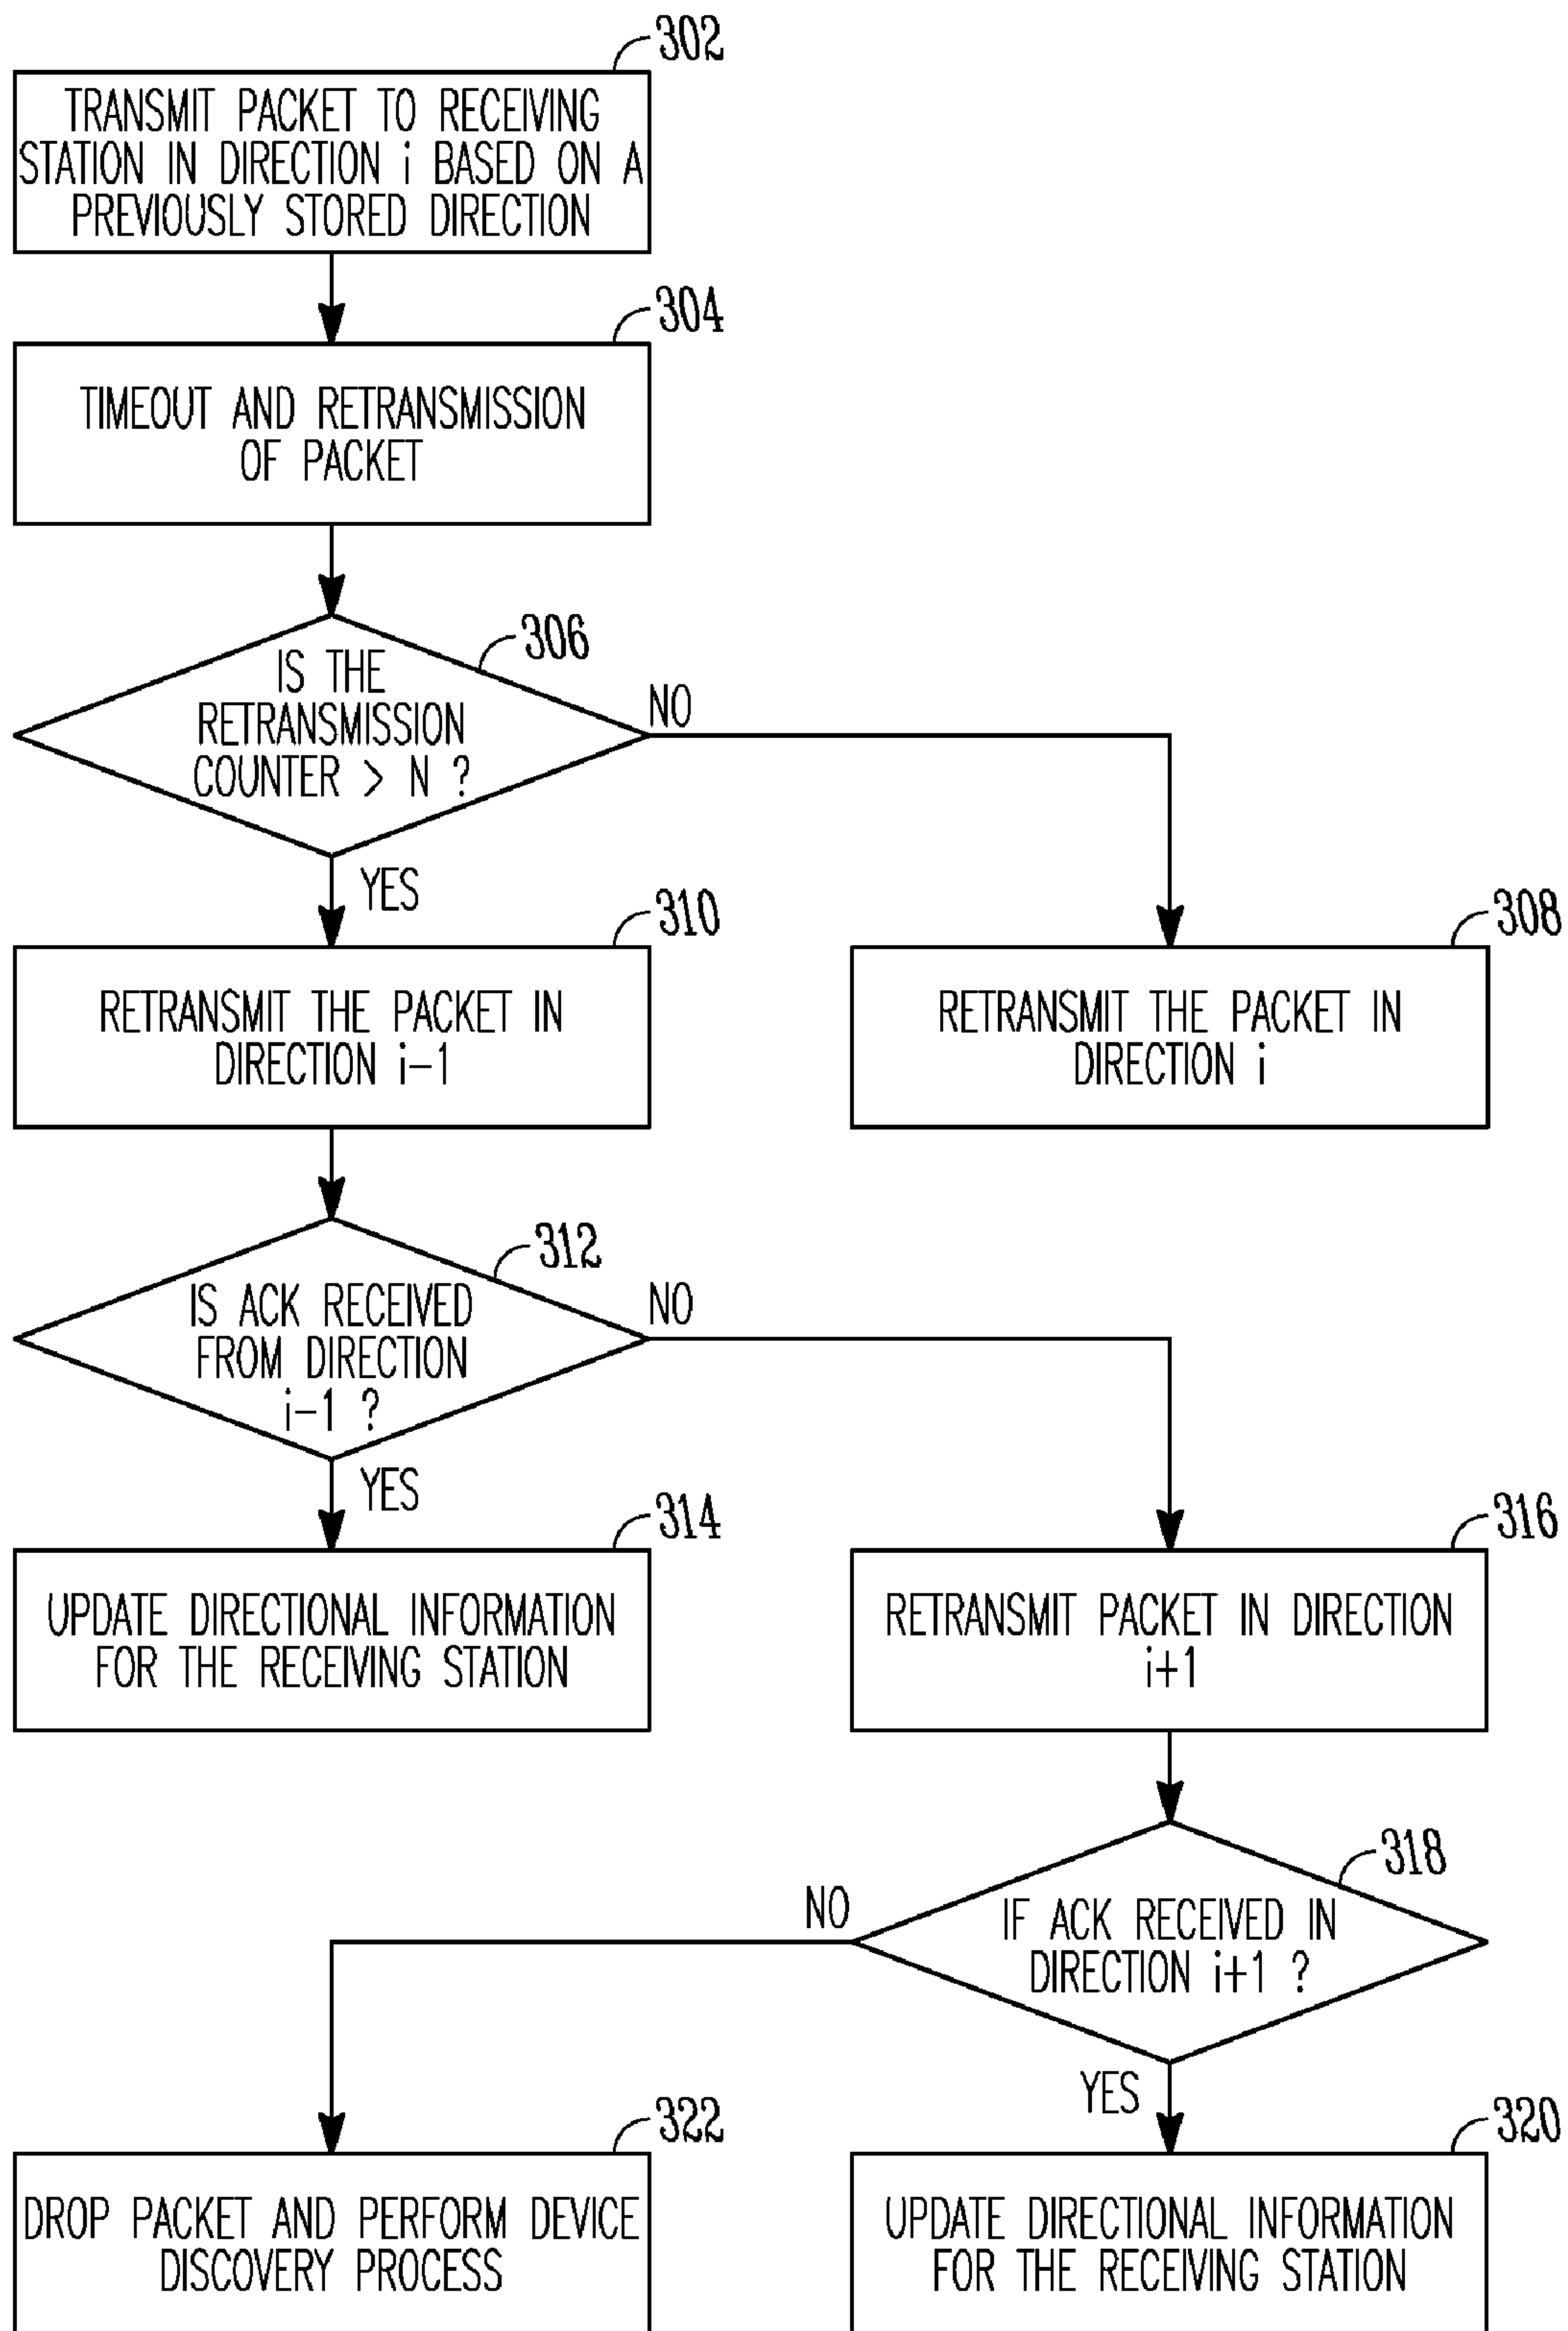 302
TRANSMIT PACKET TO RECEIVING
STATION IN DIRECTION i BASED ON A
PREVIOUSLY STORED DIRECTION
304
TIMEOUT AND RETRANSMISSION
OF PACKET
306
IS THE
RETRANSMISSION
COUNTER > N ?
NO
YES
310
RETRANSMIT THE PACKET IN
DIRECTION i-1
308
RETRANSMIT THE PACKET IN
DIRECTION i
312
IS ACK RECEIVED
FROM DIRECTION
i-1 ?
NO
YES
314
UPDATE DIRECTIONAL INFORMATION
FOR THE RECEIVING STATION
316
RETRANSMIT PACKET IN DIRECTION
i+1
318
IF ACK RECEIVED IN
DIRECTION i+1 ?
NO
YES
322
DROP PACKET AND PERFORM DEVICE
DISCOVERY PROCESS
320
UPDATE DIRECTIONAL INFORMATION
FOR THE RECEIVING STATION